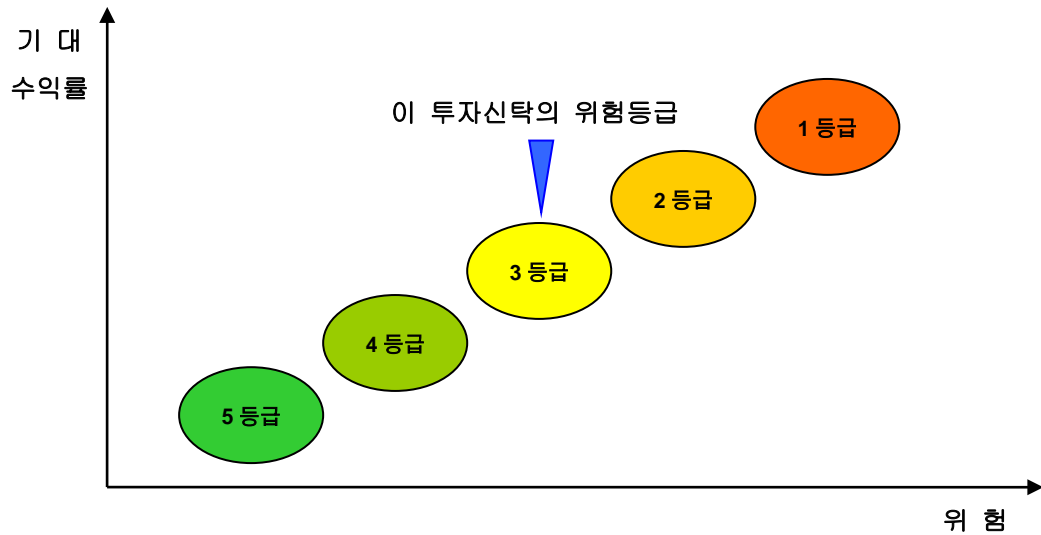 기 대
수익률
이 투자신탁의 위험등급
1 등급
2 등급
3 등급
4 등급
5 등급
위 험